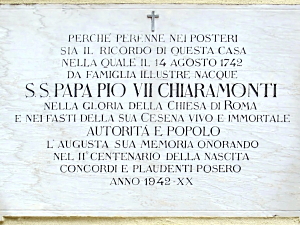 PERCHÉ PERENNE NEI POSTERI
SIA IL RICORDO DI QUESTA CASA
NELLA QUALE IL 14 AGOSTO 1742
DA FAMIGLIA ILLUSTRE NACQUE
S.S. PAPA PIO VII CHIARAMONTI
NELLA GLORIA DELLA CHIESA DI ROMA
E NEI FASTI DELLA SUA CESENA VIVO E IMMORTALE
AUTORITÁ E POPOLO
L'AUGUSTA SUA MEMORIA ONORANDO
NEL II° CENTENARIO DELLA NASCITA
CONCORDI E PLAUDENTI POSERO
ANNO 1942-XX